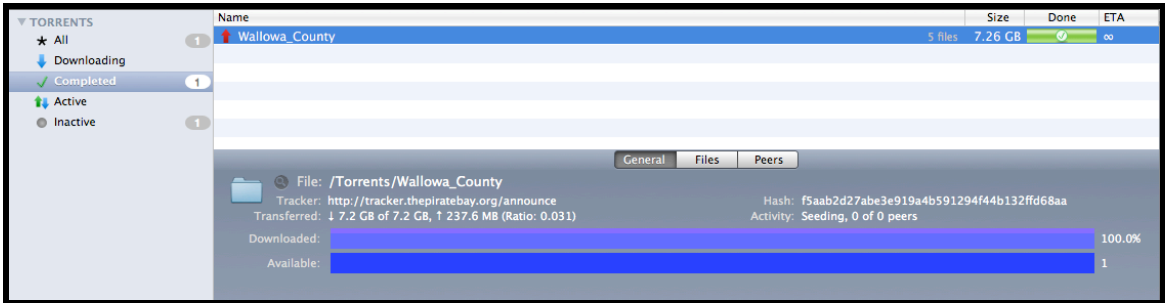 TORRENTS
All 1
Downloading
Completed 1
Active
Inactive 1
Name Size Done ETA
Wallowa_County 5 files 7.26 GB ∞
General Files Peers
File: /Torrents/Wallowa_County
Tracker: http://tracker.thepiratebay.org/announce Hash: f5aab2d27abe3e919a4b591294f44b132ffd68aa
Transferred: ↓ 7.2 GB of 7.2 GB, ↑ 237.6 MB (Ratio: 0.031) Activity: Seeding, 0 of 0 peers
Downloaded: 100.0%
Available: 1